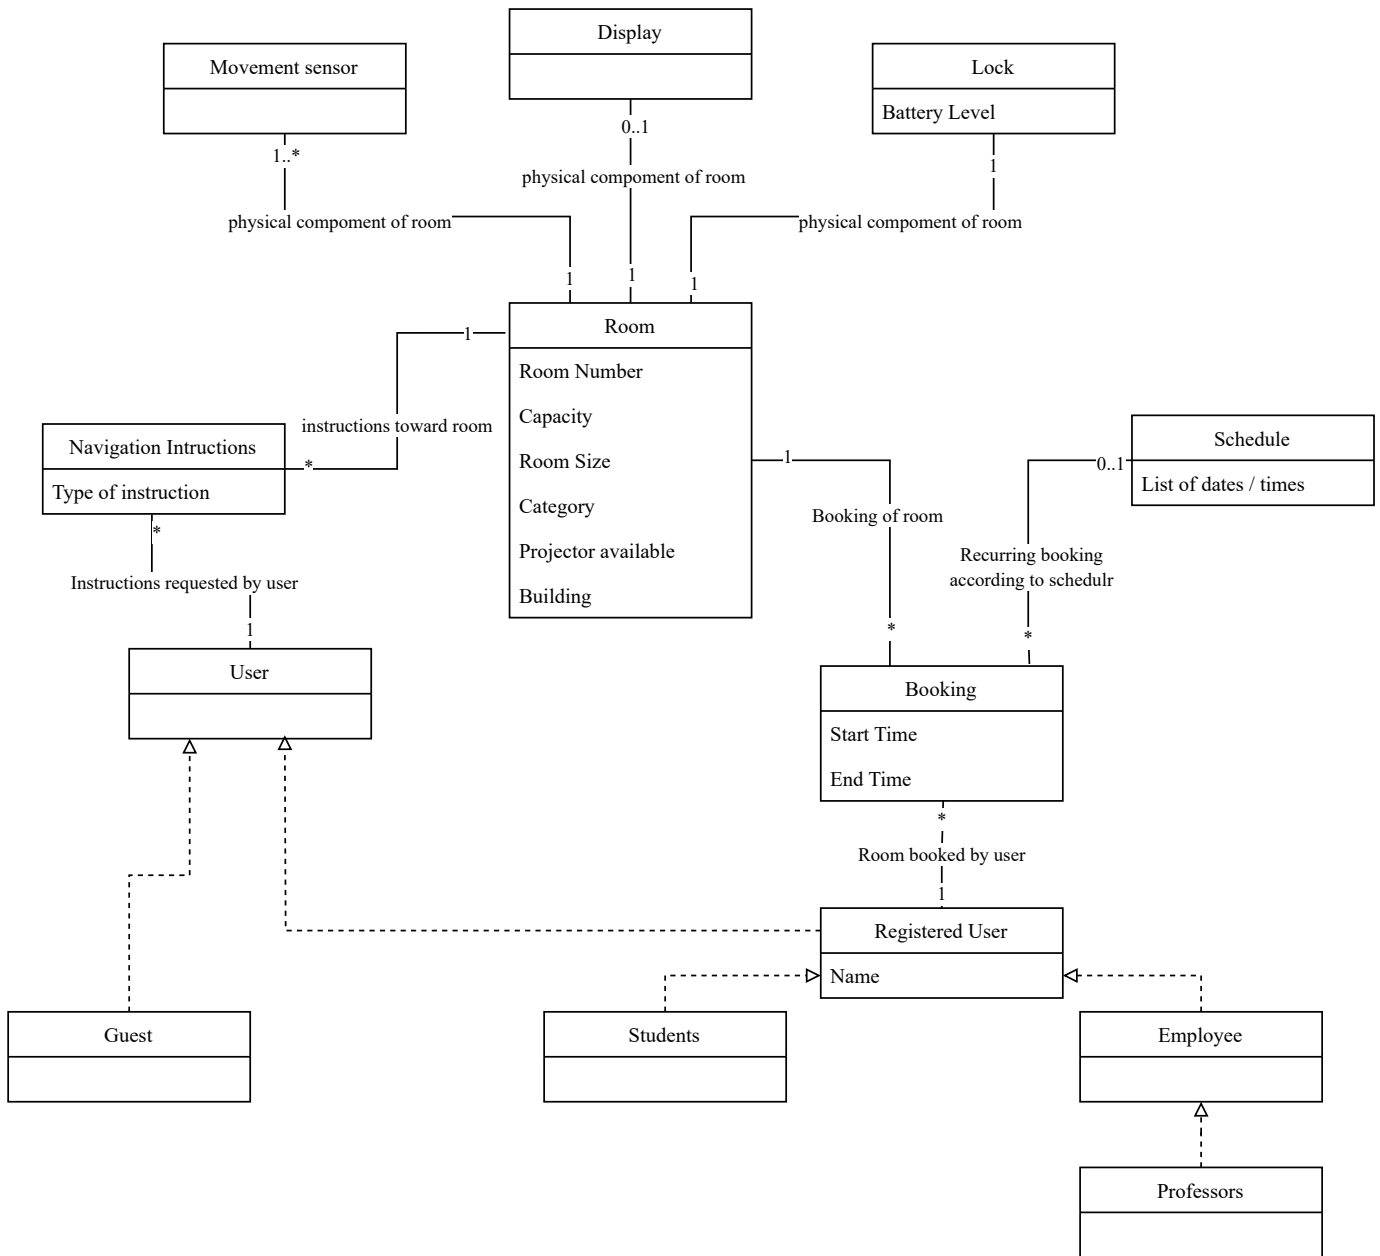 Display
Movement sensor
Lock
Battery Level
0..1
1..*
1
physical compoment of room
physical compoment of room
physical compoment of room
1
1
1
Room
1
Room Number
Capacity
instructions toward room
Navigation Intructions
Schedule
Room Size
1
0..1
*
Type of instruction
List of dates / times
Category
Booking of room
*
Projector available
Recurring booking
according to schedulr
Instructions requested by user
Building
1
*
*
User
Booking
Start Time
End Time
*
Room booked by user
1
Registered User
Name
Guest
Students
Employee
Professors